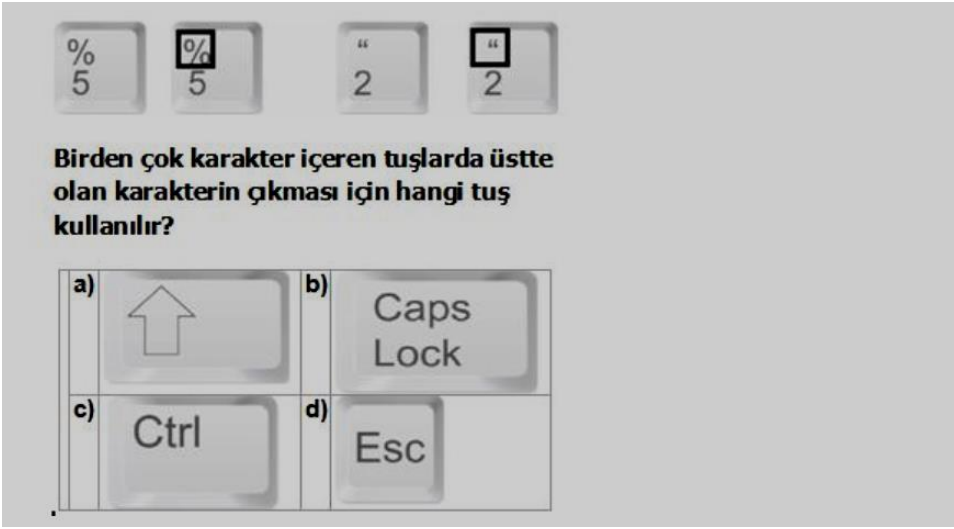 % % “ “
5 5 2 2
Birden çok karakter içeren tuşlarda üstte
olan karakterin çıkması için hangi tuş
kullanılır?
a)
b) Caps
Lock
c) Ctrl
d) Esc
.